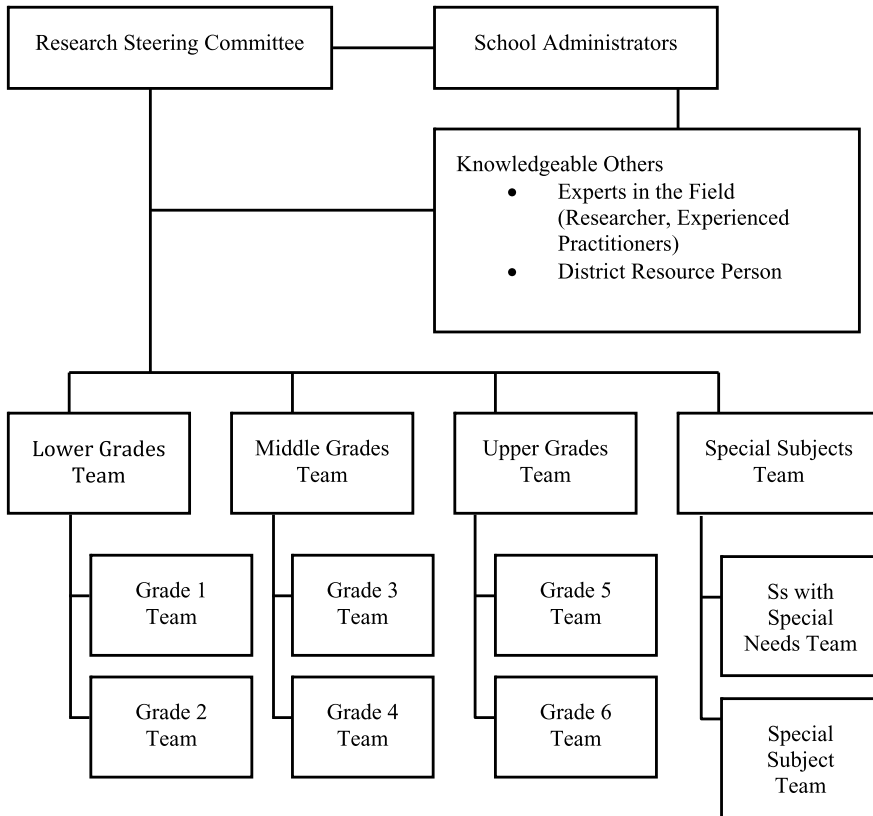 Research Steering Committee
School Administrators
Knowledgeable Others
• Experts in the Field
(Researcher, Experienced
Practitioners)
• District Resource Person
Lower Grades
Team
Middle Grades
Team
Upper Grades
Team
Special Subjects
Team
Grade 1
Team
Grade 3
Team
Grade 5
Team
Ss with
Special
Needs Team
Grade 2
Team
Grade 4
Team
Grade 6
Team
Special
Subject
Team